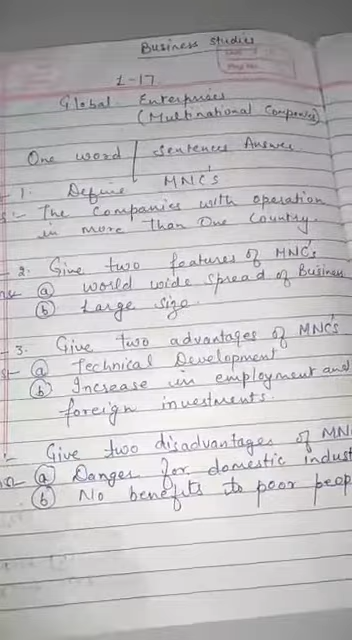 Business studies
L-17
Global Enterprises
(Multinational Companies)
One word | Sentences Answer
1. Define MNC's
:- The Companies with operation
in more than One Country.
2. Give two features of MNC's
(a) World wide spread of Business
(b) Large size.
3. Give two advantages of MNC's
(a) Technical Development
(b) Increase in employment and
foreign investments.
Give two disadvantages of MN
(a) Danger for domestic indust
(b) No benefits to poor peop